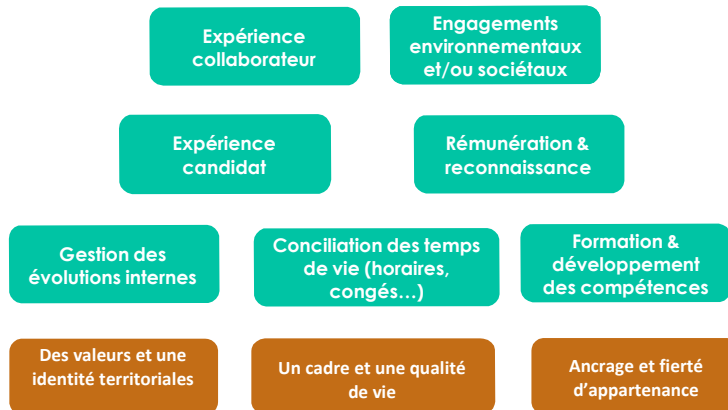 Expérience
collaborateur
Engagements
environnementaux
et/ou sociétaux
Expérience
candidat
Rémunération &
reconnaissance
Gestion des
évolutions internes
Conciliation des temps
de vie (horaires,
congés…)
Formation &
développement
des compétences
Des valeurs et une
identité territoriales
Un cadre et une qualité
de vie
Ancrage et fierté
d’appartenance